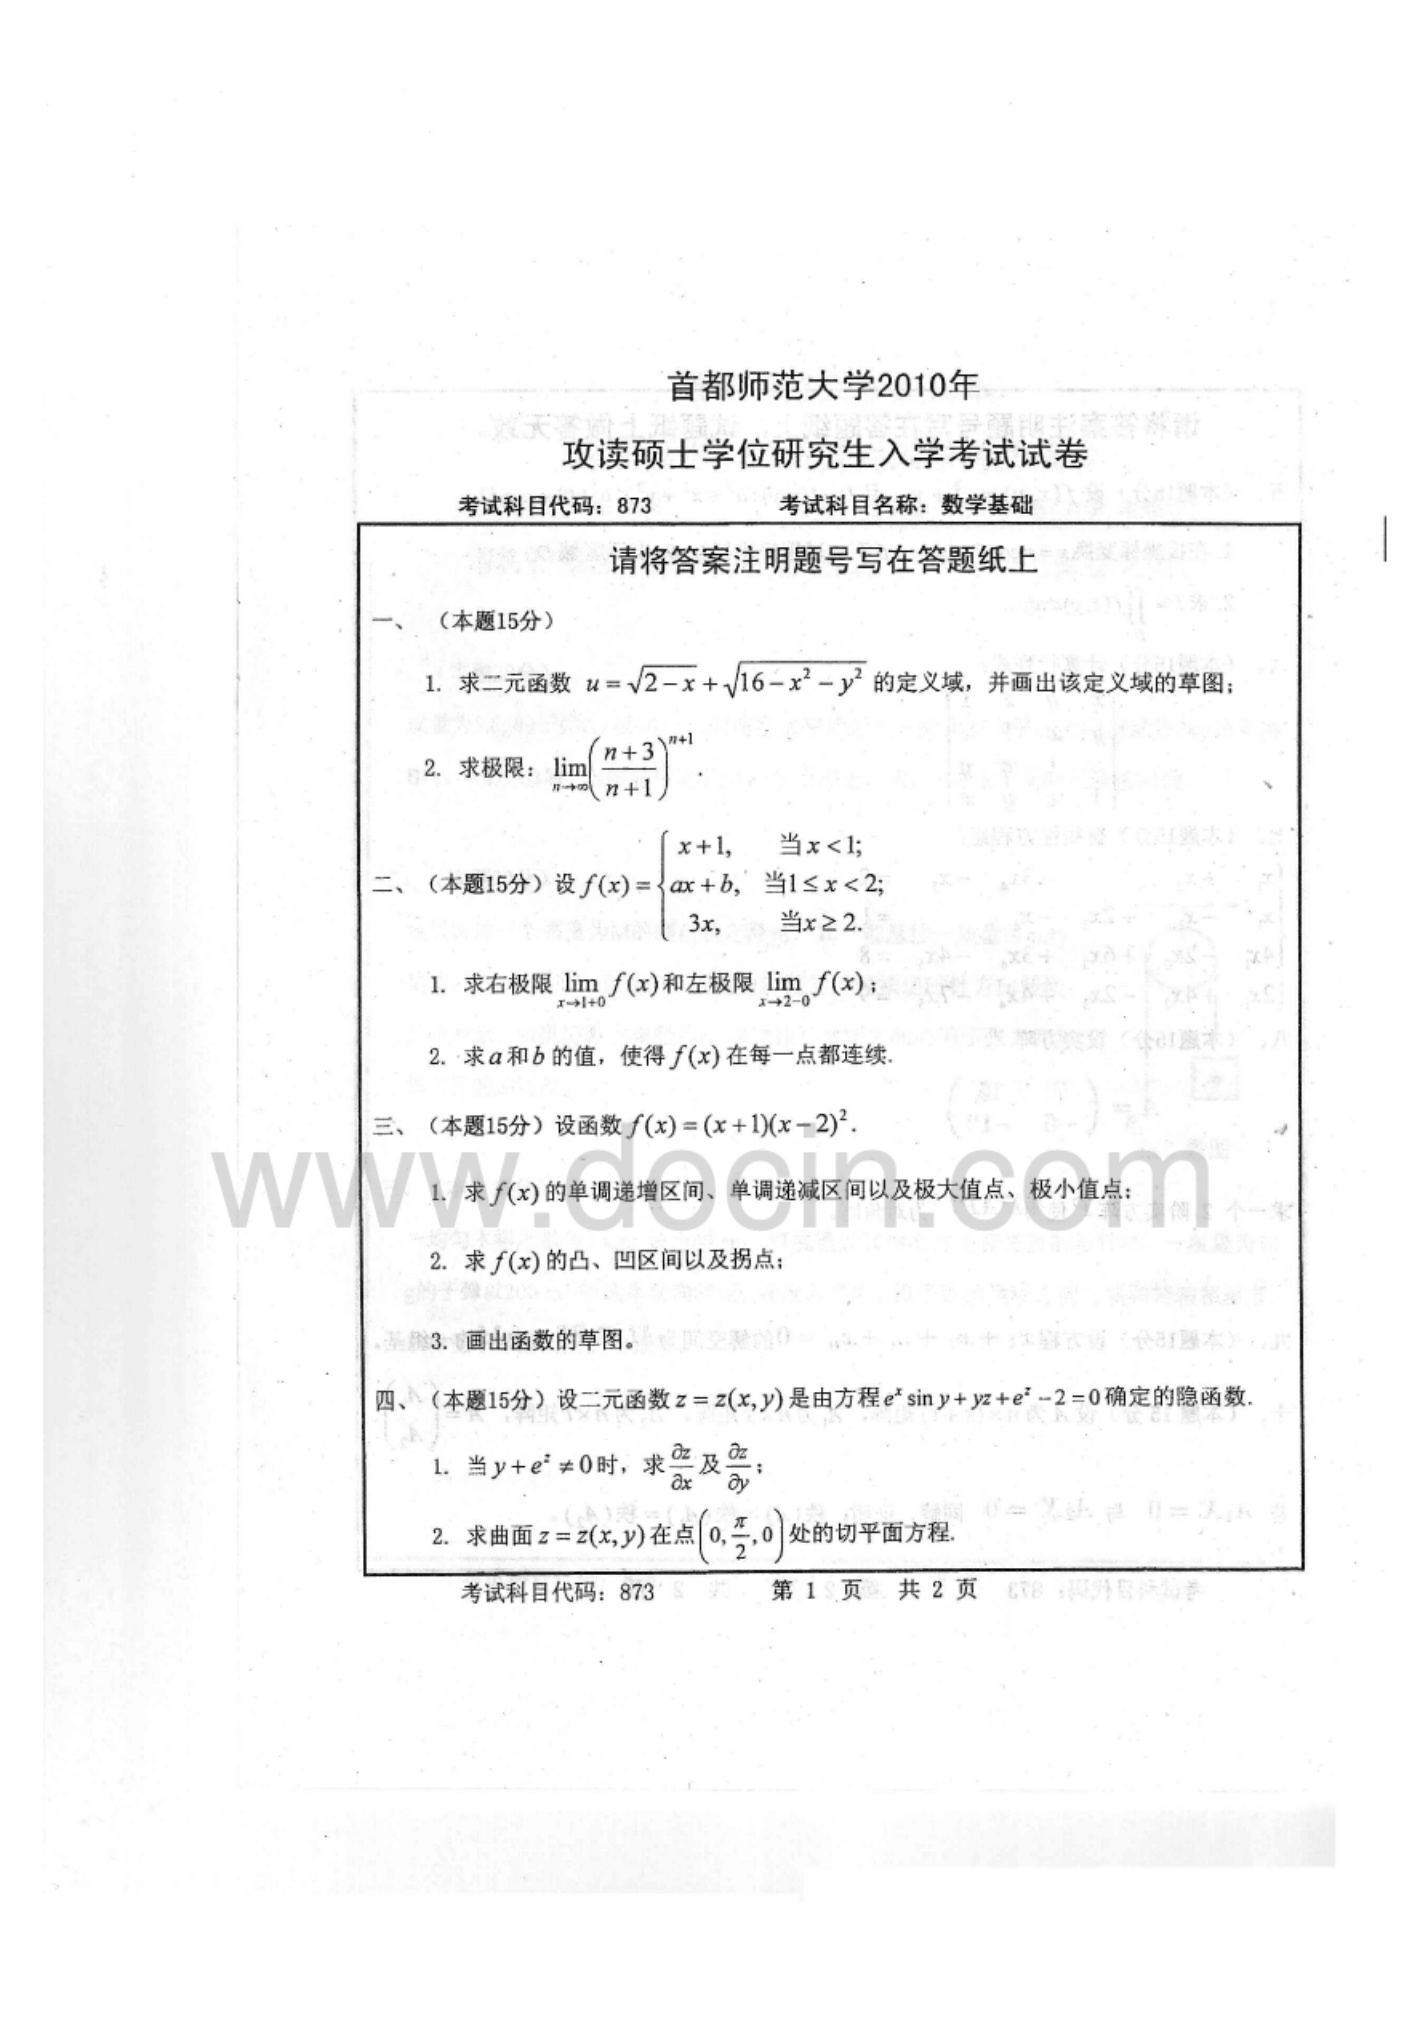 首都师范大学2010年
攻读硕士学位研究生入学考试试卷
考试科目代码：873 考试科目名称：数学基础
请将答案注明题号写在答题纸上
一、（本题15分）
1. 求二元函数 u = √(2−x) + √(16−x²−y²) 的定义域，并画出该定义域的草图；
2. 求极限：lim_{n→∞} ((n+3)/(n+1))^{n+1} .
二、（本题15分）设 f(x) = { x+1, 当x<1;
ax+b, 当1≤x<2;
3x, 当x≥2.
1. 求右极限 lim_{x→1+0} f(x) 和左极限 lim_{x→2−0} f(x)；
2. 求a和b的值，使得 f(x) 在每一点都连续.
三、（本题15分）设函数 f(x) = (x+1)(x−2)² .
1. 求 f(x) 的单调递增区间、单调递减区间以及极大值点、极小值点；
2. 求 f(x) 的凸、凹区间以及拐点；
3. 画出函数的草图。
四、（本题15分）设二元函数 z = z(x,y) 是由方程 e^x sin y + yz + e^z − 2 = 0 确定的隐函数.
1. 当 y+e^z ≠ 0 时，求 ∂z/∂x 及 ∂z/∂y；
2. 求曲面 z = z(x,y) 在点 (0, π/2, 0) 处的切平面方程.
考试科目代码：873 第 1 页 共 2 页
www.docin.com